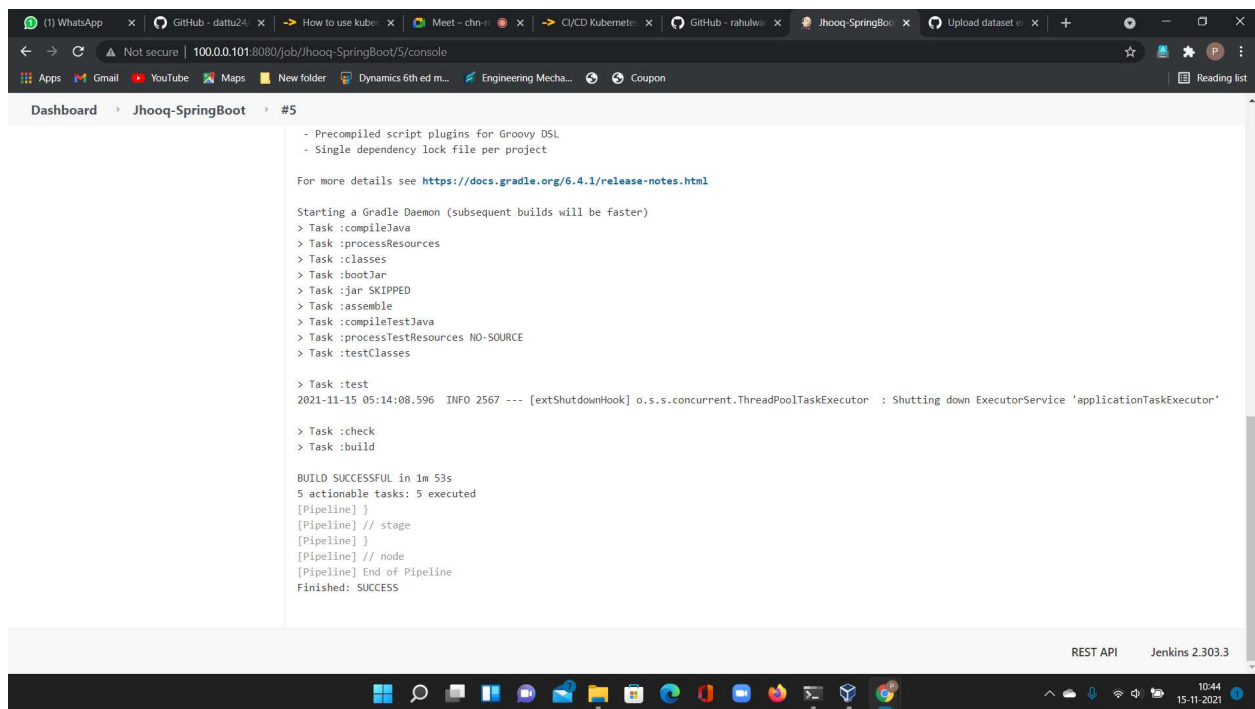 (1) WhatsApp
GitHub - dattu24/
How to use kube
Meet – chn-r
CI/CD Kubernete
GitHub - rahulwa
Jhooq-SpringBoo
Upload dataset e
Not secure | 100.0.0.101:8080/job/Jhooq-SpringBoot/5/console
Apps Gmail YouTube Maps New folder Dynamics 6th ed m... Engineering Mecha... Coupon Reading list
Dashboard Jhooq-SpringBoot #5
- Precompiled script plugins for Groovy DSL
- Single dependency lock file per project
For more details see https://docs.gradle.org/6.4.1/release-notes.html
Starting a Gradle Daemon (subsequent builds will be faster)
> Task :compileJava
> Task :processResources
> Task :classes
> Task :bootJar
> Task :jar SKIPPED
> Task :assemble
> Task :compileTestJava
> Task :processTestResources NO-SOURCE
> Task :testClasses
> Task :test
2021-11-15 05:14:08.596  INFO 2567 --- [extShutdownHook] o.s.s.concurrent.ThreadPoolTaskExecutor  : Shutting down ExecutorService 'applicationTaskExecutor'
> Task :check
> Task :build
BUILD SUCCESSFUL in 1m 53s
5 actionable tasks: 5 executed
[Pipeline] }
[Pipeline] // stage
[Pipeline] }
[Pipeline] // node
[Pipeline] End of Pipeline
Finished: SUCCESS
REST API Jenkins 2.303.3
10:44
15-11-2021